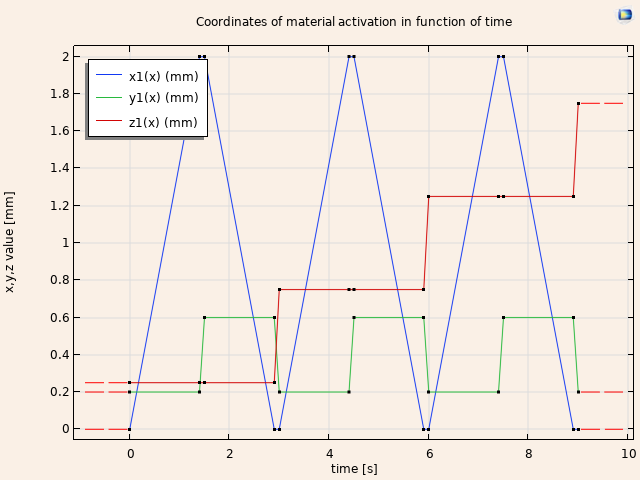 Coordinates of material activation in function of time
x,y,z value [mm]
2
1.8
1.6
1.4
1.2
1
0.8
0.6
0.4
0.2
0
x1(x) (mm)
y1(x) (mm)
z1(x) (mm)
0
2
4
6
8
10
time [s]